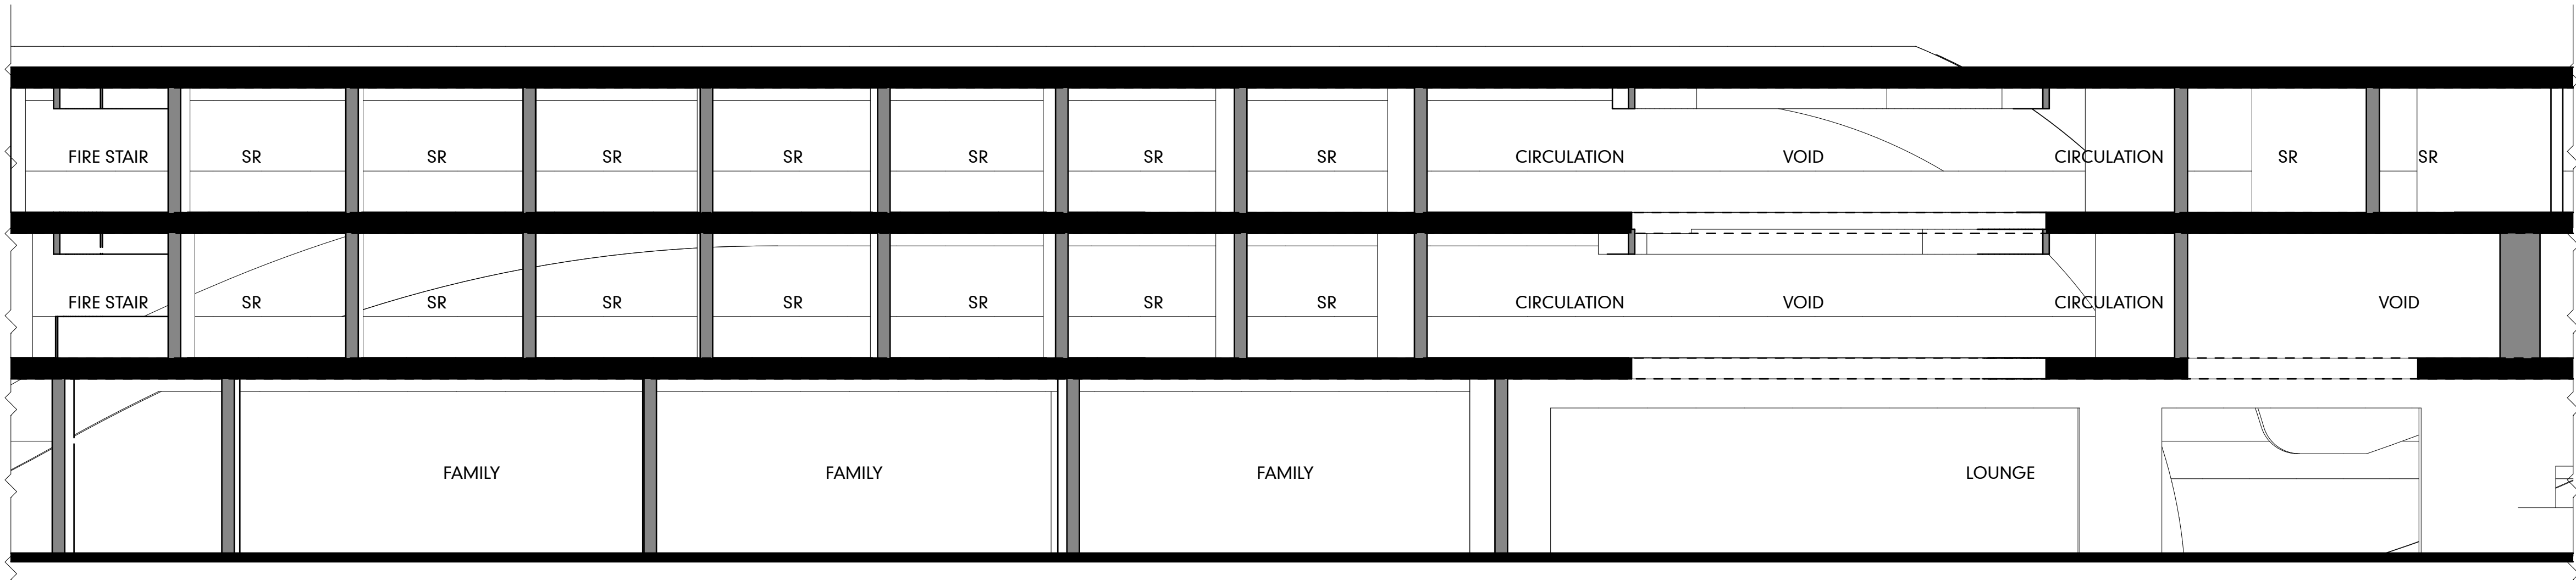 FIRE STAIR SR SR SR SR SR SR SR CIRCULATION VOID CIRCULATION SR SR
FIRE STAIR SR SR SR SR SR SR SR CIRCULATION VOID CIRCULATION VOID
FAMILY FAMILY FAMILY LOUNGE